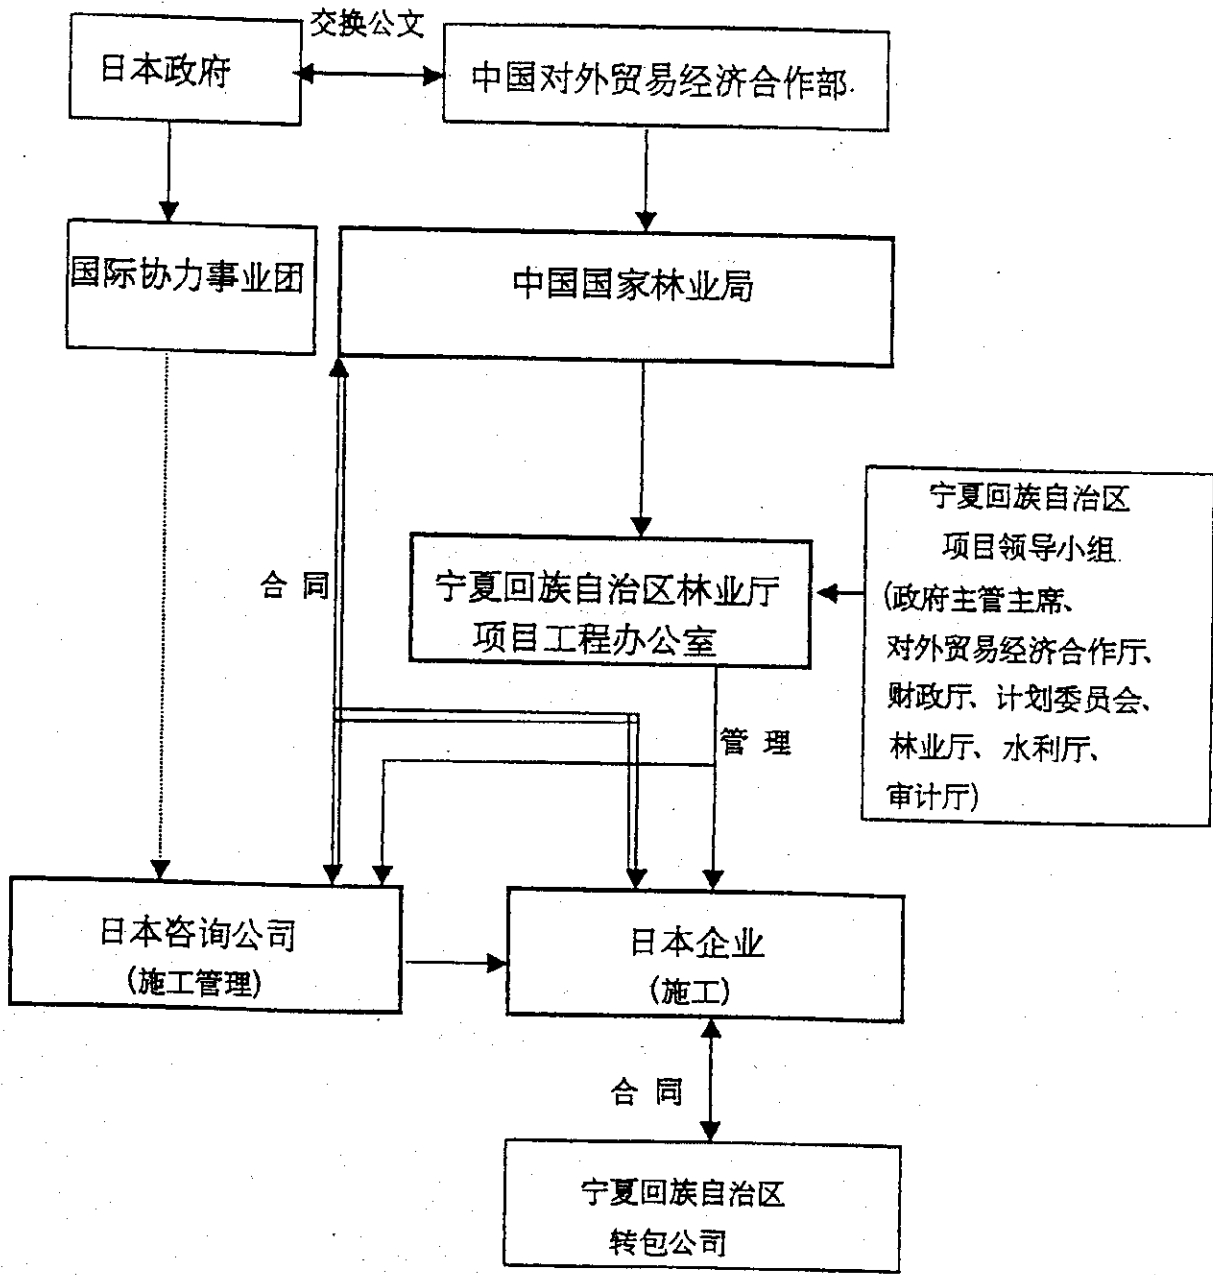 交换公文
日本政府
中国对外贸易经济合作部
国际协力事业团
中国国家林业局
宁夏回族自治区
项目领导小组
(政府主管主席、
对外贸易经济合作厅、
财政厅、计划委员会、
林业厅、水利厅、
审计厅)
合同
宁夏回族自治区林业厅
项目工程办公室
管理
日本咨询公司
(施工管理)
日本企业
(施工)
合同
宁夏回族自治区
转包公司